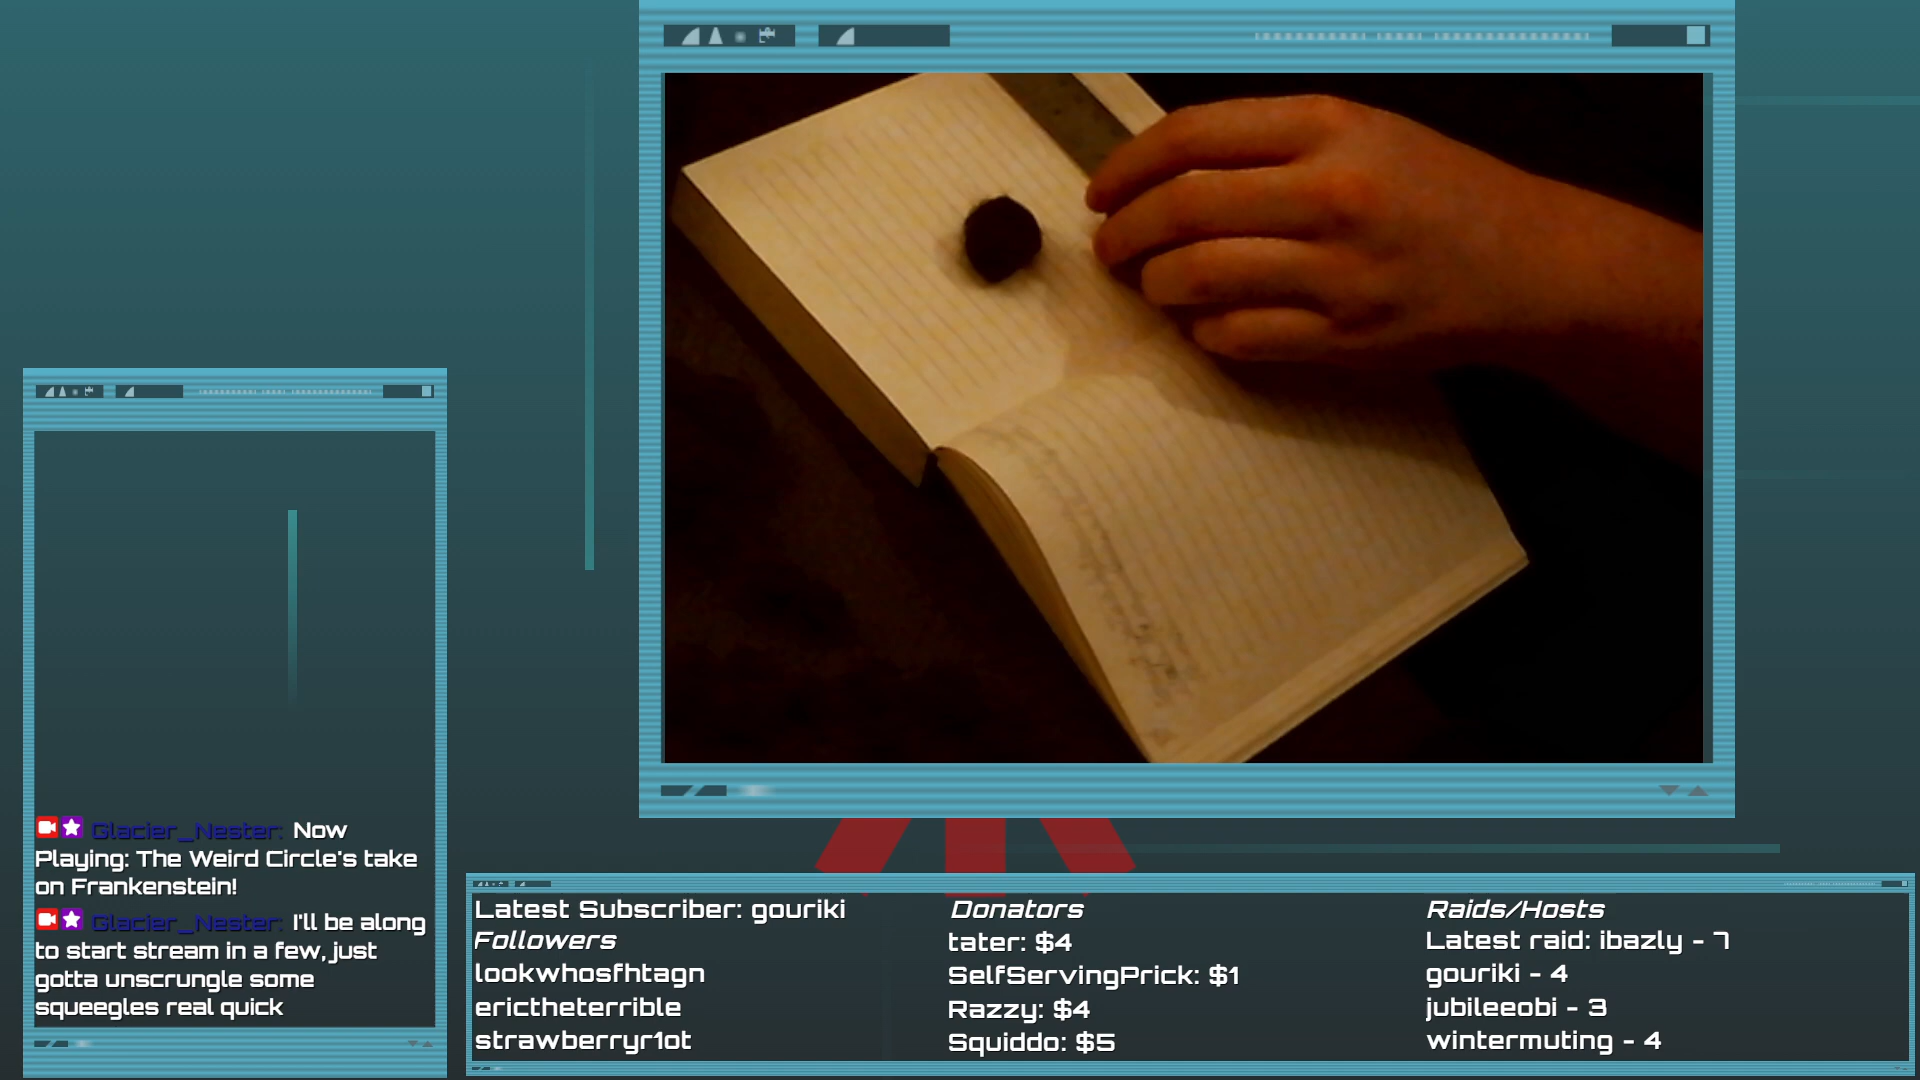 Glacier_Nester: Now
Playing: The Weird Circle's take
on Frankenstein!
Glacier_Nester: I'll be along
to start stream in a few, just
gotta unscrungle some
squeegles real quick
Latest Subscriber: gouriki
Followers
lookwhosfhtagn
erictheterrible
strawberryr1ot
Donators
tater: $4
SelfServingPrick: $1
Razzy: $4
Squiddo: $5
Raids/Hosts
Latest raid: ibazly - 7
gouriki - 4
jubileeobi - 3
wintermuting - 4